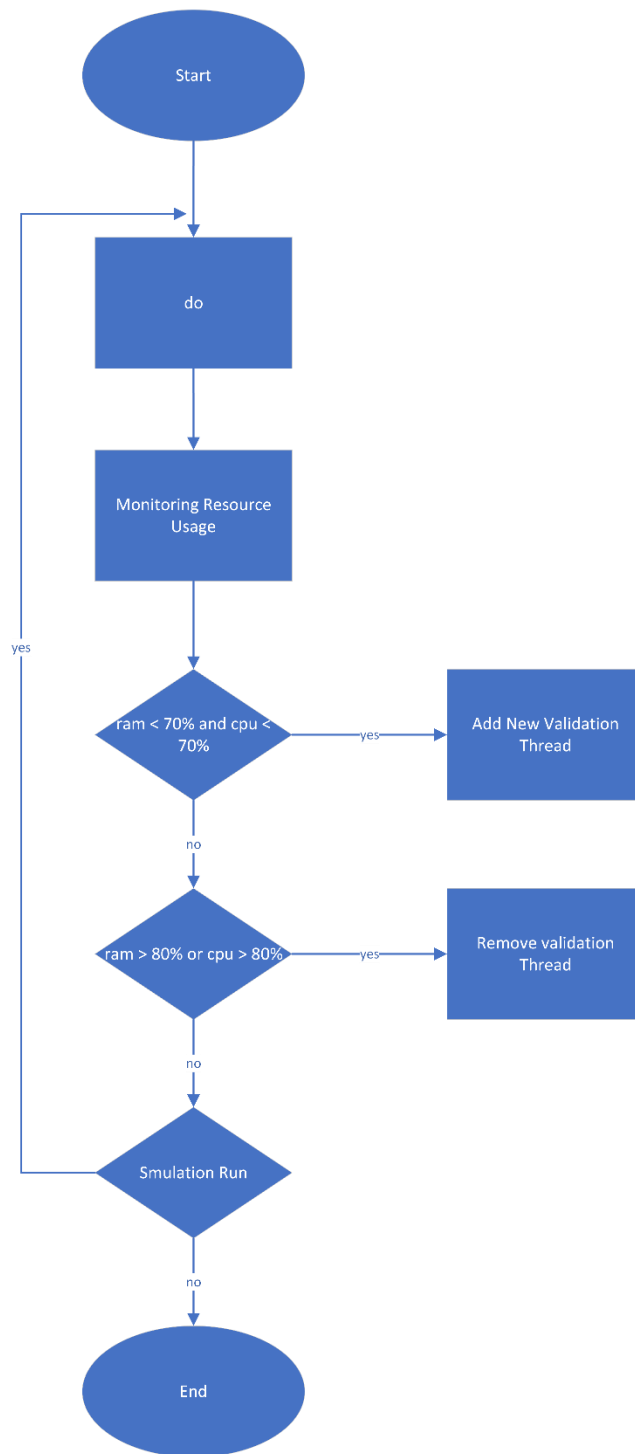 Start
do
Monitoring Resource
Usage
yes
ram < 70% and cpu <
70%
yes
Add New Validation
Thread
no
ram > 80% or cpu > 80%
yes
Remove validation
Thread
no
Smulation Run
no
End